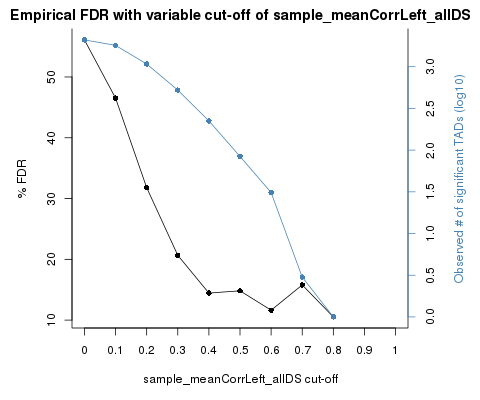 Empirical FDR with variable cut-off of sample_meanCorrLeft_allDS
% FDR
50
40
30
20
10
3.0
2.5
2.0
1.5
1.0
0.5
0.0
Observed # of significant TADs (log10)
0 0.1 0.2 0.3 0.4 0.5 0.6 0.7 0.8 0.9 1
sample_meanCorrLeft_allDS cut-off